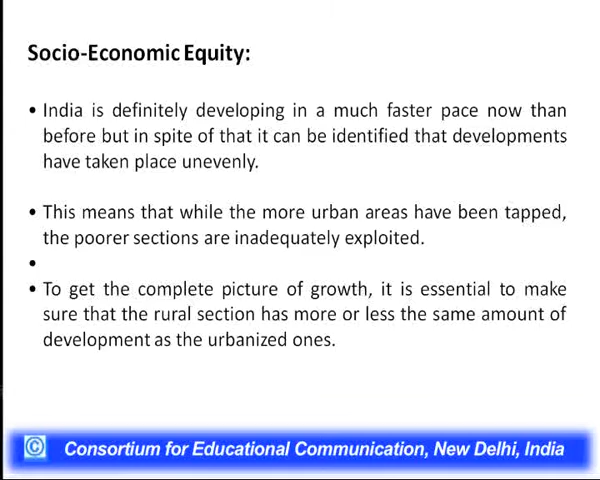 Socio-Economic Equity:
• India is definitely developing in a much faster pace now than
before but in spite of that it can be identified that developments
have taken place unevenly.
• This means that while the more urban areas have been tapped,
the poorer sections are inadequately exploited.
•
• To get the complete picture of growth, it is essential to make
sure that the rural section has more or less the same amount of
development as the urbanized ones.
© Consortium for Educational Communication, New Delhi, India